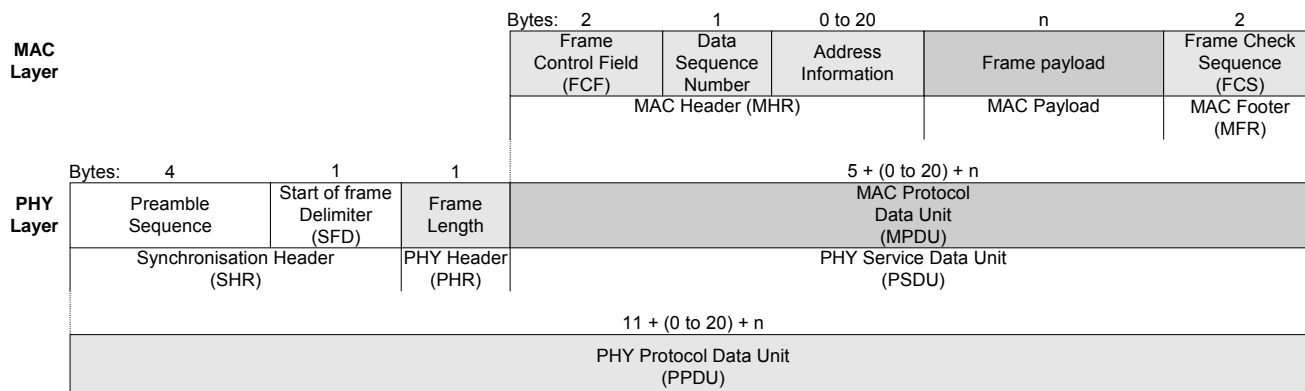 Bytes: 2 1 0 to 20 n 2
MAC Layer
Frame Control Field (FCF)
Data Sequence Number
Address Information
Frame payload
Frame Check Sequence (FCS)
MAC Header (MHR)
MAC Payload
MAC Footer (MFR)
Bytes: 4 1 1 5 + (0 to 20) + n
PHY Layer
Preamble Sequence
Start of frame Delimiter (SFD)
Frame Length
MAC Protocol Data Unit (MPDU)
Synchronisation Header (SHR)
PHY Header (PHR)
PHY Service Data Unit (PSDU)
11 + (0 to 20) + n
PHY Protocol Data Unit (PPDU)